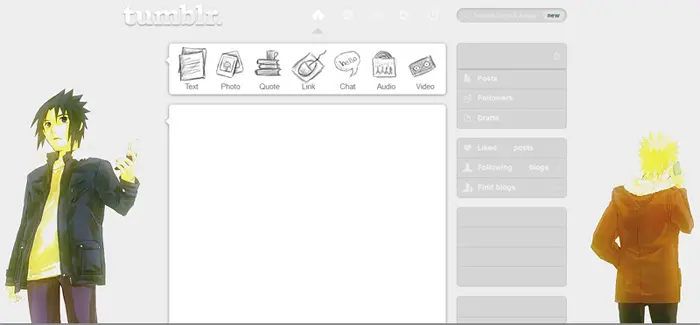 tumblr.
new
Text Photo Quote Link Chat Audio Video
hello
Posts
Followers
Drafts
Liked posts
Following blogs
Find blogs